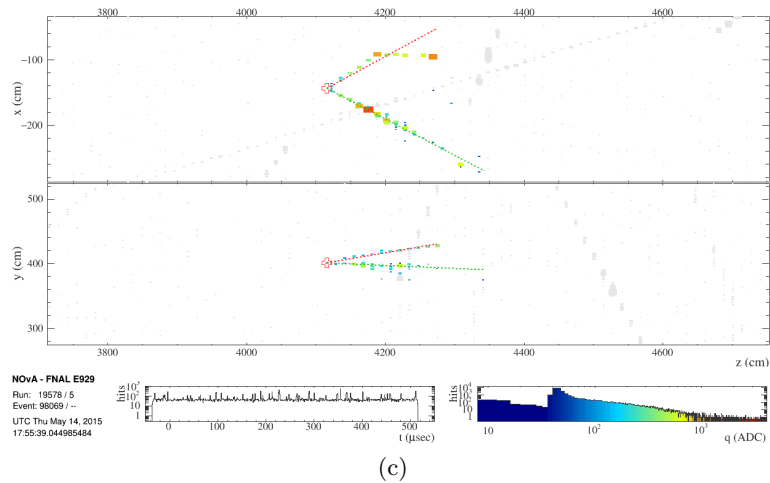 3800 4000 4200 4400 4600
−100
−200
x (cm)
500
400
300
y (cm)
3800 4000 4200 4400 4600
z (cm)
NOvA - FNAL E929
Run: 19578 / 5
Event: 98069 / --
UTC Thu May 14, 2015
17:55:39.044985484
hits
10³
10²
10
1
0 100 200 300 400 500
t (μsec)
hits
10⁴
10³
10²
10
1
10 10² 10³
q (ADC)
(c)